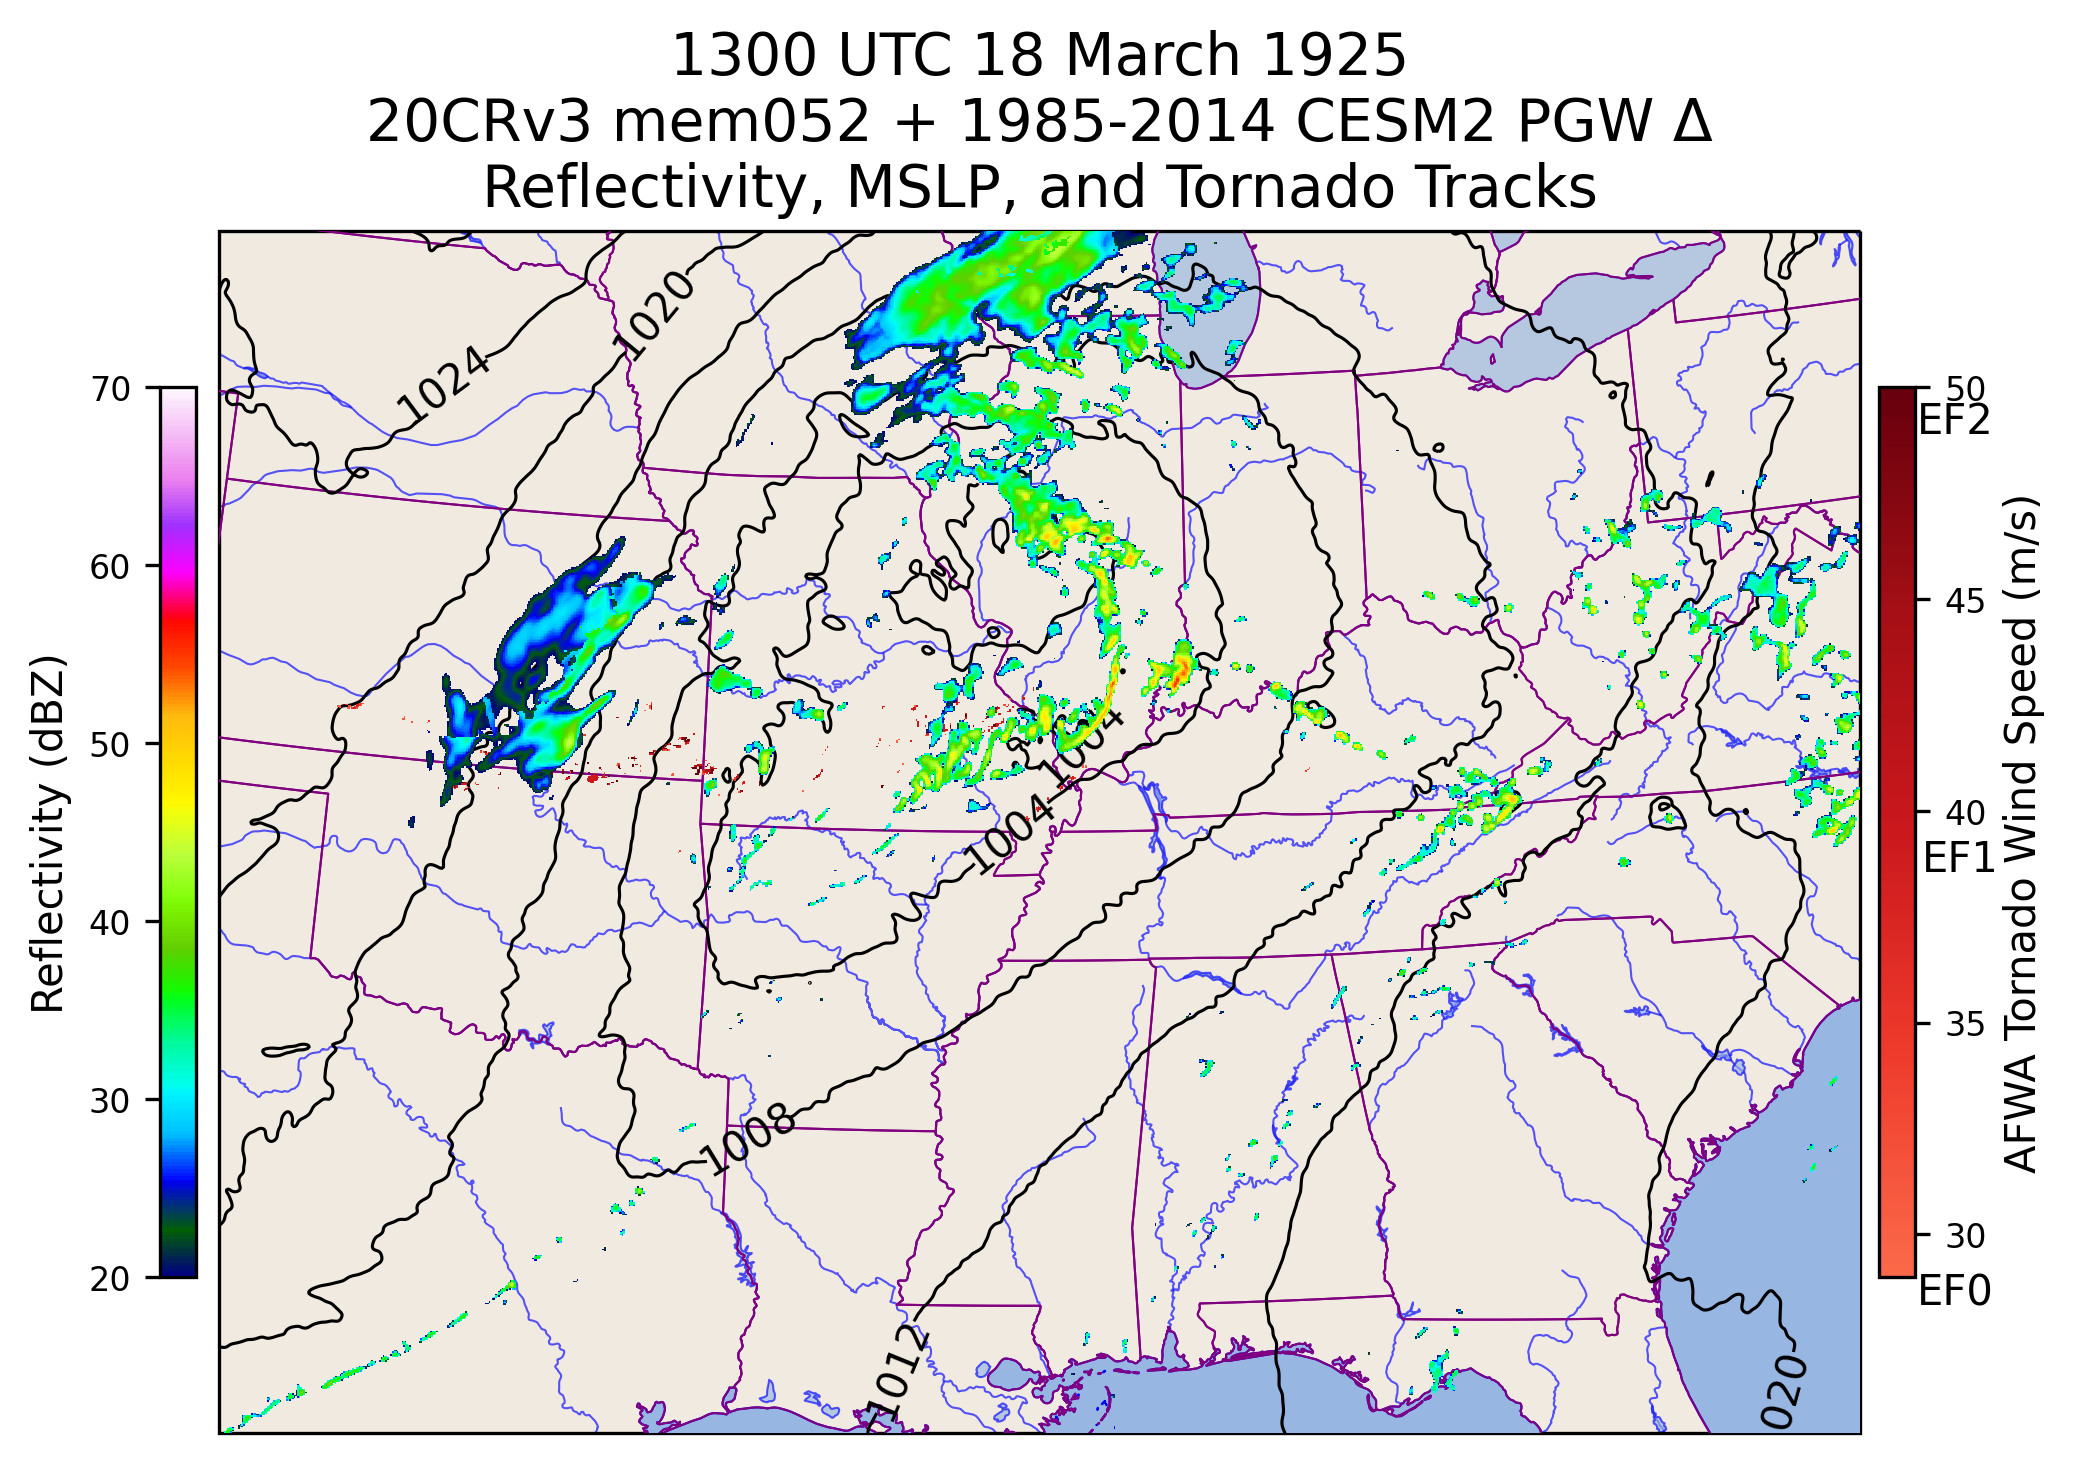 1300 UTC 18 March 1925
20CRv3 mem052 + 1985-2014 CESM2 PGW Δ
Reflectivity, MSLP, and Tornado Tracks
1020
1024
1004
1004
1008
1012
020
70
60
50
40
30
20
Reflectivity (dBZ)
50
EF2
45
40
EF1
35
30
EF0
AFWA Tornado Wind Speed (m/s)